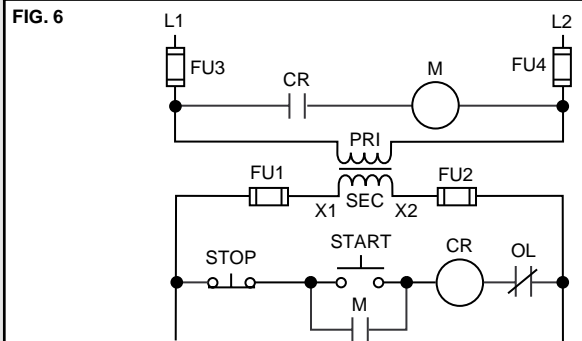 FIG. 6
L1 L2
FU3 CR M FU4
PRI
FU1 FU2
X1 SEC X2
STOP START CR OL
M